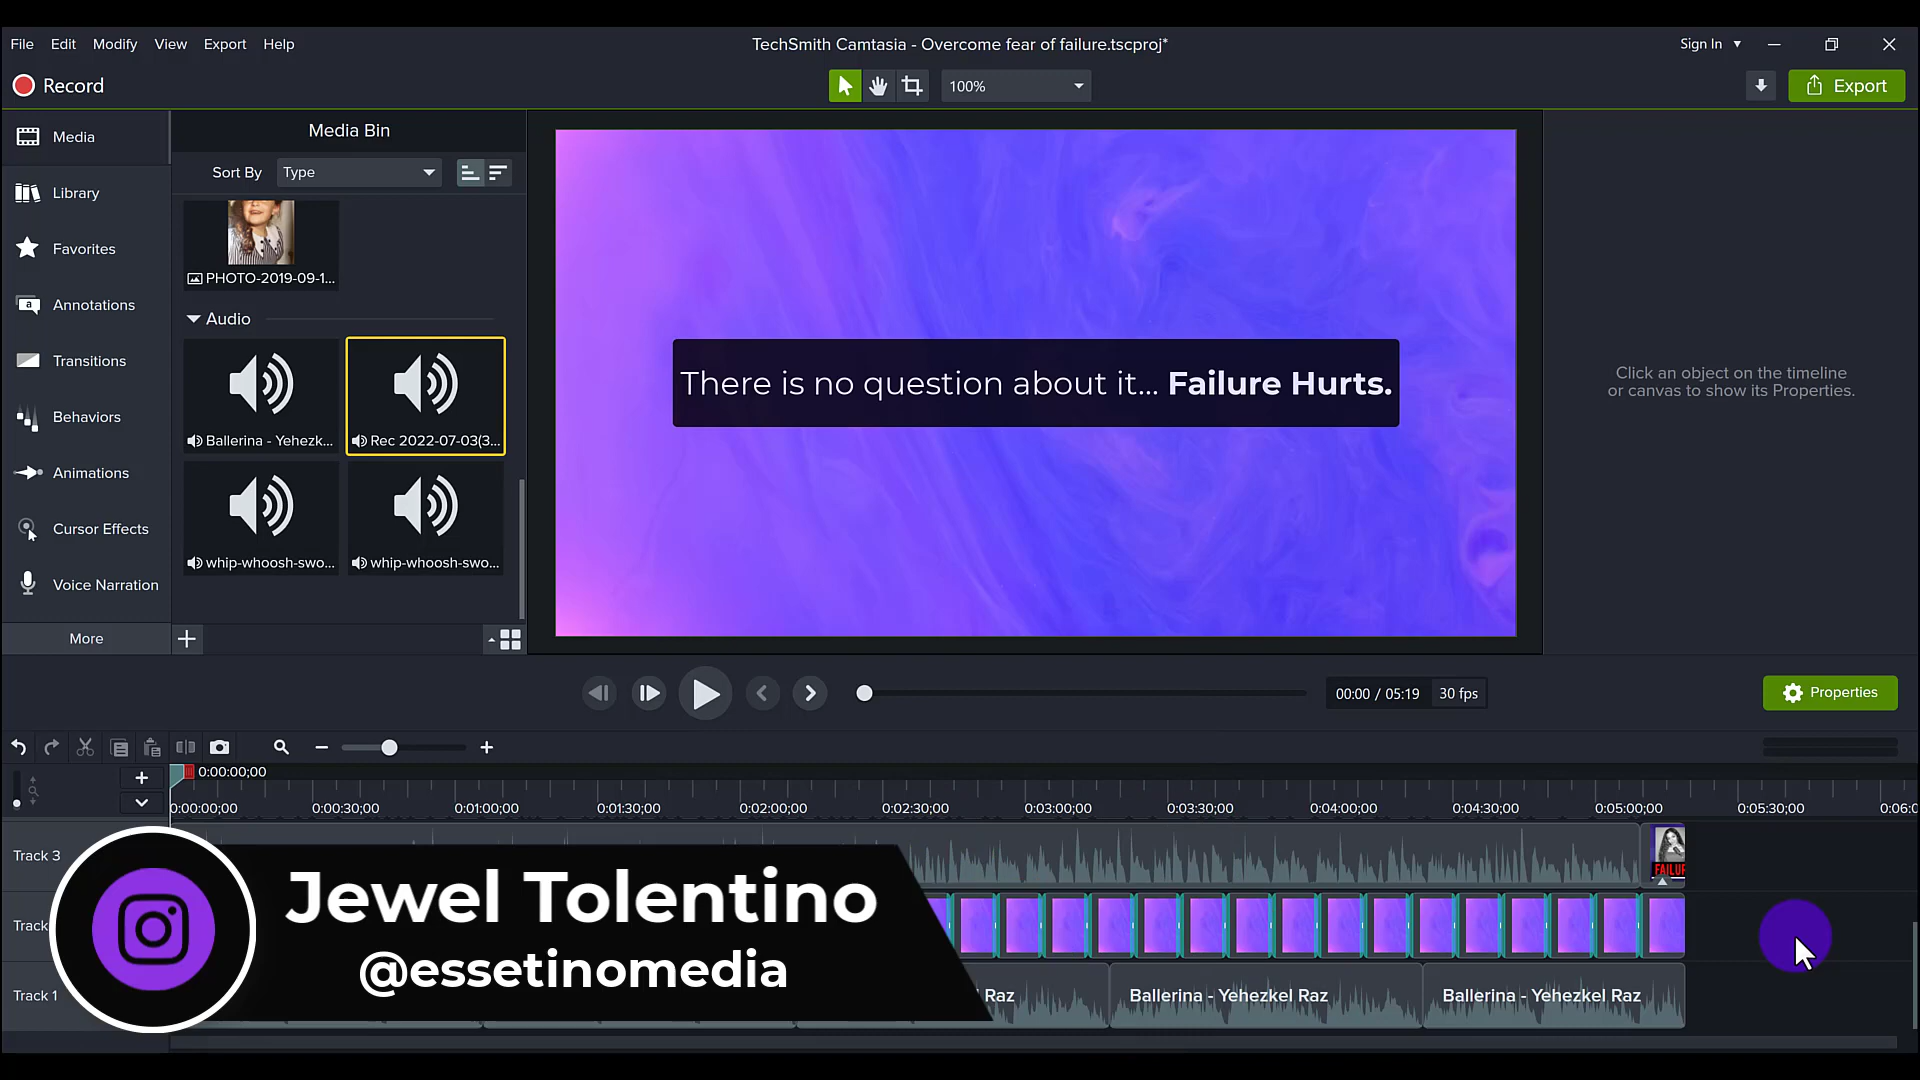 File Edit Modify View Export Help
TechSmith Camtasia - Overcome fear of failure.tscproj*
Sign In
Record
100%
Export
Media
Library
Favorites
Annotations
Transitions
Behaviors
Animations
Cursor Effects
Voice Narration
More
Media Bin
Sort By Type
PHOTO-2019-09-1...
Audio
Ballerina - Yehezk...
Rec 2022-07-03(3...
whip-whoosh-swo...
whip-whoosh-swo...
There is no question about it... Failure Hurts.
Click an object on the timeline
or canvas to show its Properties.
00:00 / 05:19 30 fps
Properties
0:00:00;00
0:00:00;00 0:00:30;00 0:01:00;00 0:01:30;00 0:02:00;00 0:02:30;00 0:03:00;00 0:03:30;00 0:04:00;00 0:04:30;00 0:05:00;00 0:05:30;00 0:06:0
Track 3
FAILUR
Track
Track 1
Raz
Ballerina - Yehezkel Raz
Ballerina - Yehezkel Raz
Jewel Tolentino
@essetinomedia